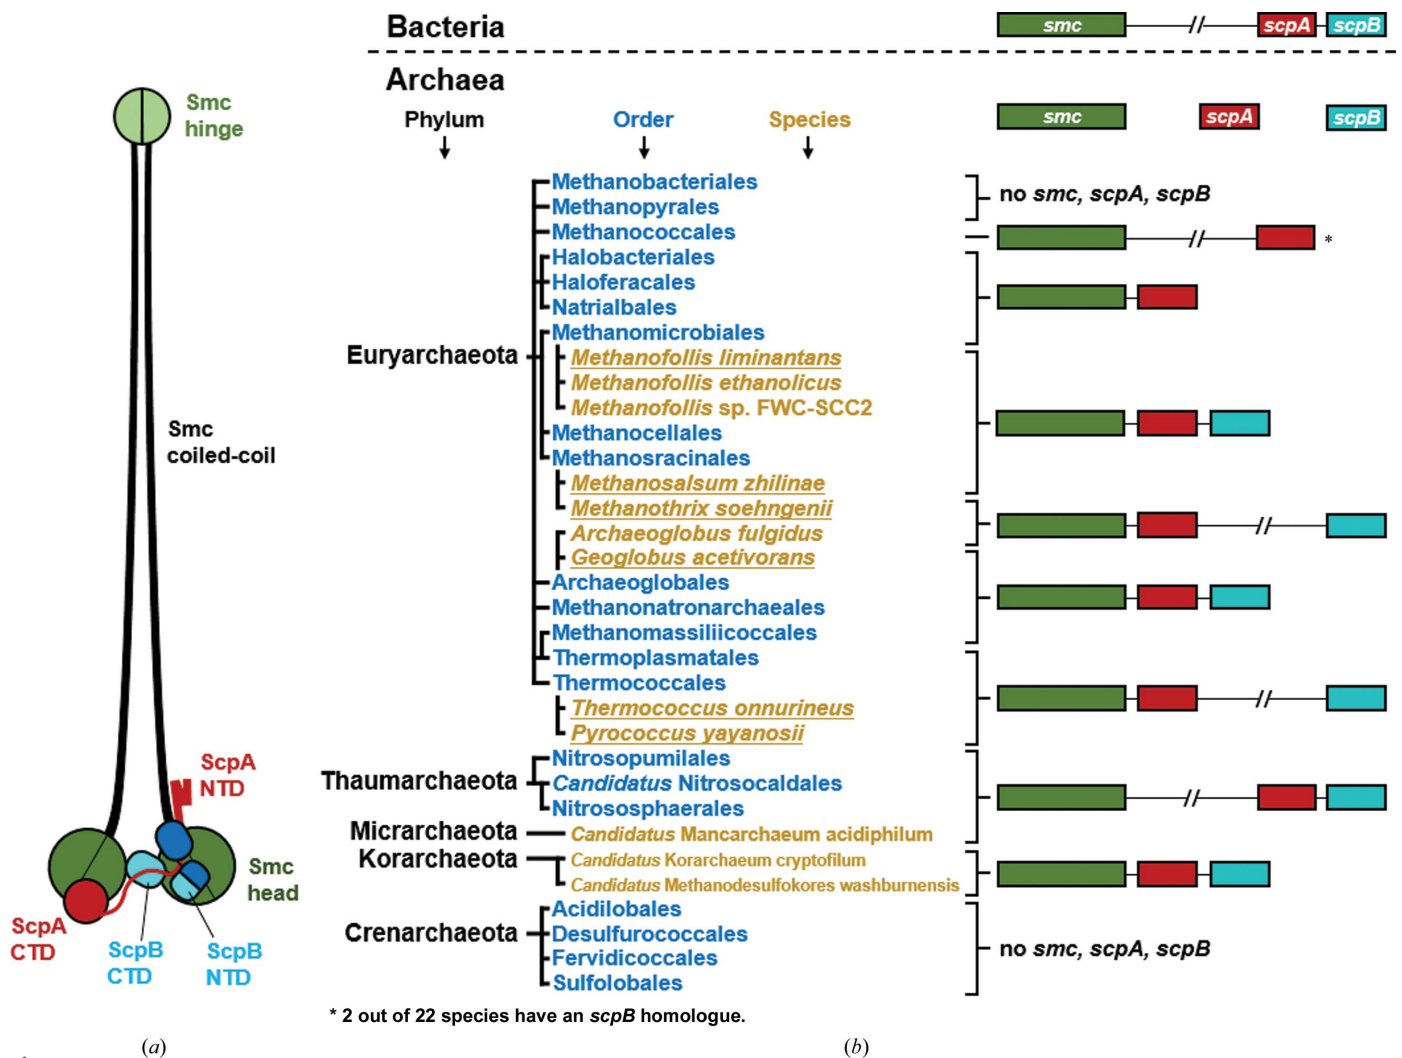 Smc
hinge
Smc
coiled-coil
ScpA
NTD
Smc
head
ScpA
CTD
ScpB
CTD
ScpB
NTD
(a)
Bacteria
smc // scpA scpB
Archaea
Phylum Order Species
smc scpA scpB
Methanobacteriales
no smc, scpA, scpB
Methanopyrales
Methanococcales
// *
Halobacteriales
Haloferacales
Natrialbales
Methanomicrobiales
Euryarchaeota
Methanofollis liminantans
Methanofollis ethanolicus
Methanofollis sp. FWC-SCC2
Methanocellales
Methanosracinales
Methanosalsum zhilinae
Methanothrix soehngenii
//
Archaeoglobus fulgidus
Geoglobus acetivorans
Archaeoglobales
Methanonatronarchaeales
Methanomassiliicoccales
Thermoplasmatales
Thermococcales
//
Thermococcus onnurineus
Pyrococcus yayanosii
Nitrosopumilales
Thaumarchaeota Candidatus Nitrosocaldales
//
Nitrososphaerales
Micrarchaeota Candidatus Mancarchaeum acidiphilum
Korarchaeota Candidatus Korarchaeum cryptofilum
Candidatus Methanodesulfokores washburnensis
Acidilobales
Crenarchaeota Desulfurococcales
no smc, scpA, scpB
Fervidicoccales
Sulfolobales
* 2 out of 22 species have an scpB homologue.
(b)